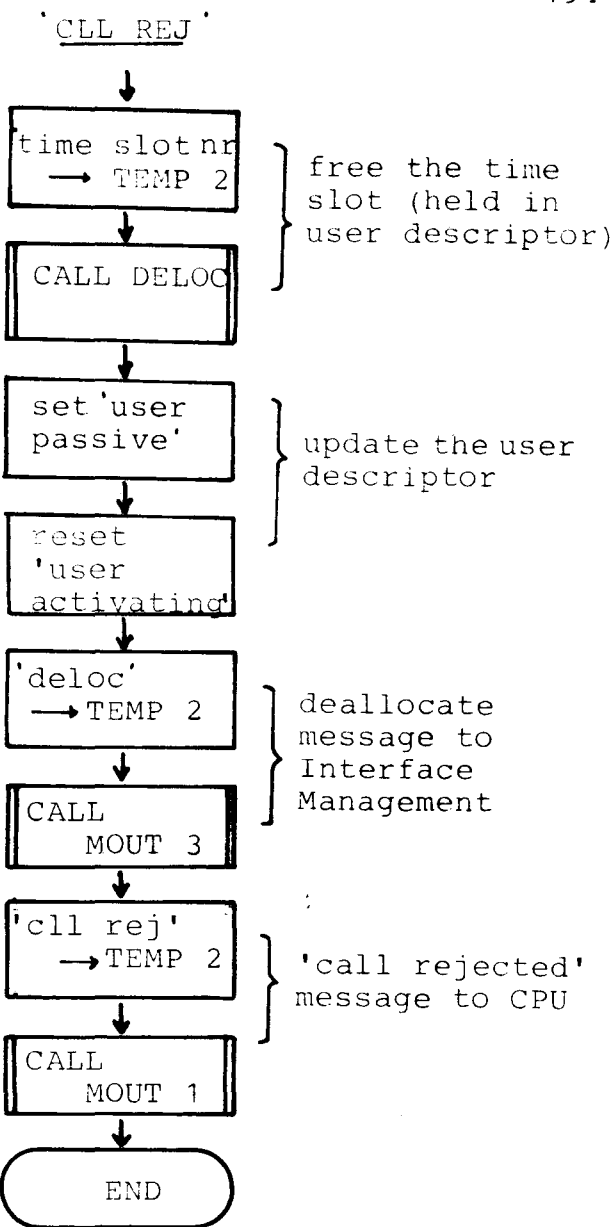 'CLL REJ'
time slot nr
→ TEMP 2
free the time
slot (held in
user descriptor)
CALL DELOC
set 'user
passive'
update the user
descriptor
reset
'user
activating'
'deloc'
→ TEMP 2
deallocate
message to
Interface
Management
CALL
MOUT 3
'cll rej'
→ TEMP 2
'call rejected'
message to CPU
CALL
MOUT 1
END